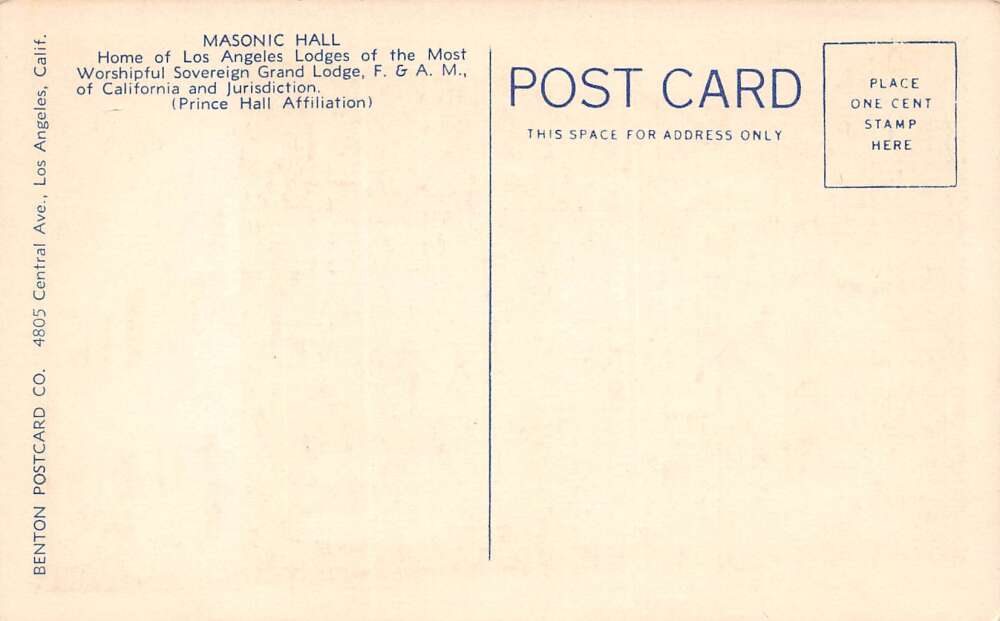 MASONIC HALL
Home of Los Angeles Lodges of the Most
Worshipful Sovereign Grand Lodge, F. & A. M.,
of California and Jurisdiction.
(Prince Hall Affiliation)
BENTON POSTCARD CO. 4805 Central Ave., Los Angeles, Calif.
POST CARD
THIS SPACE FOR ADDRESS ONLY
PLACE
ONE CENT
STAMP
HERE